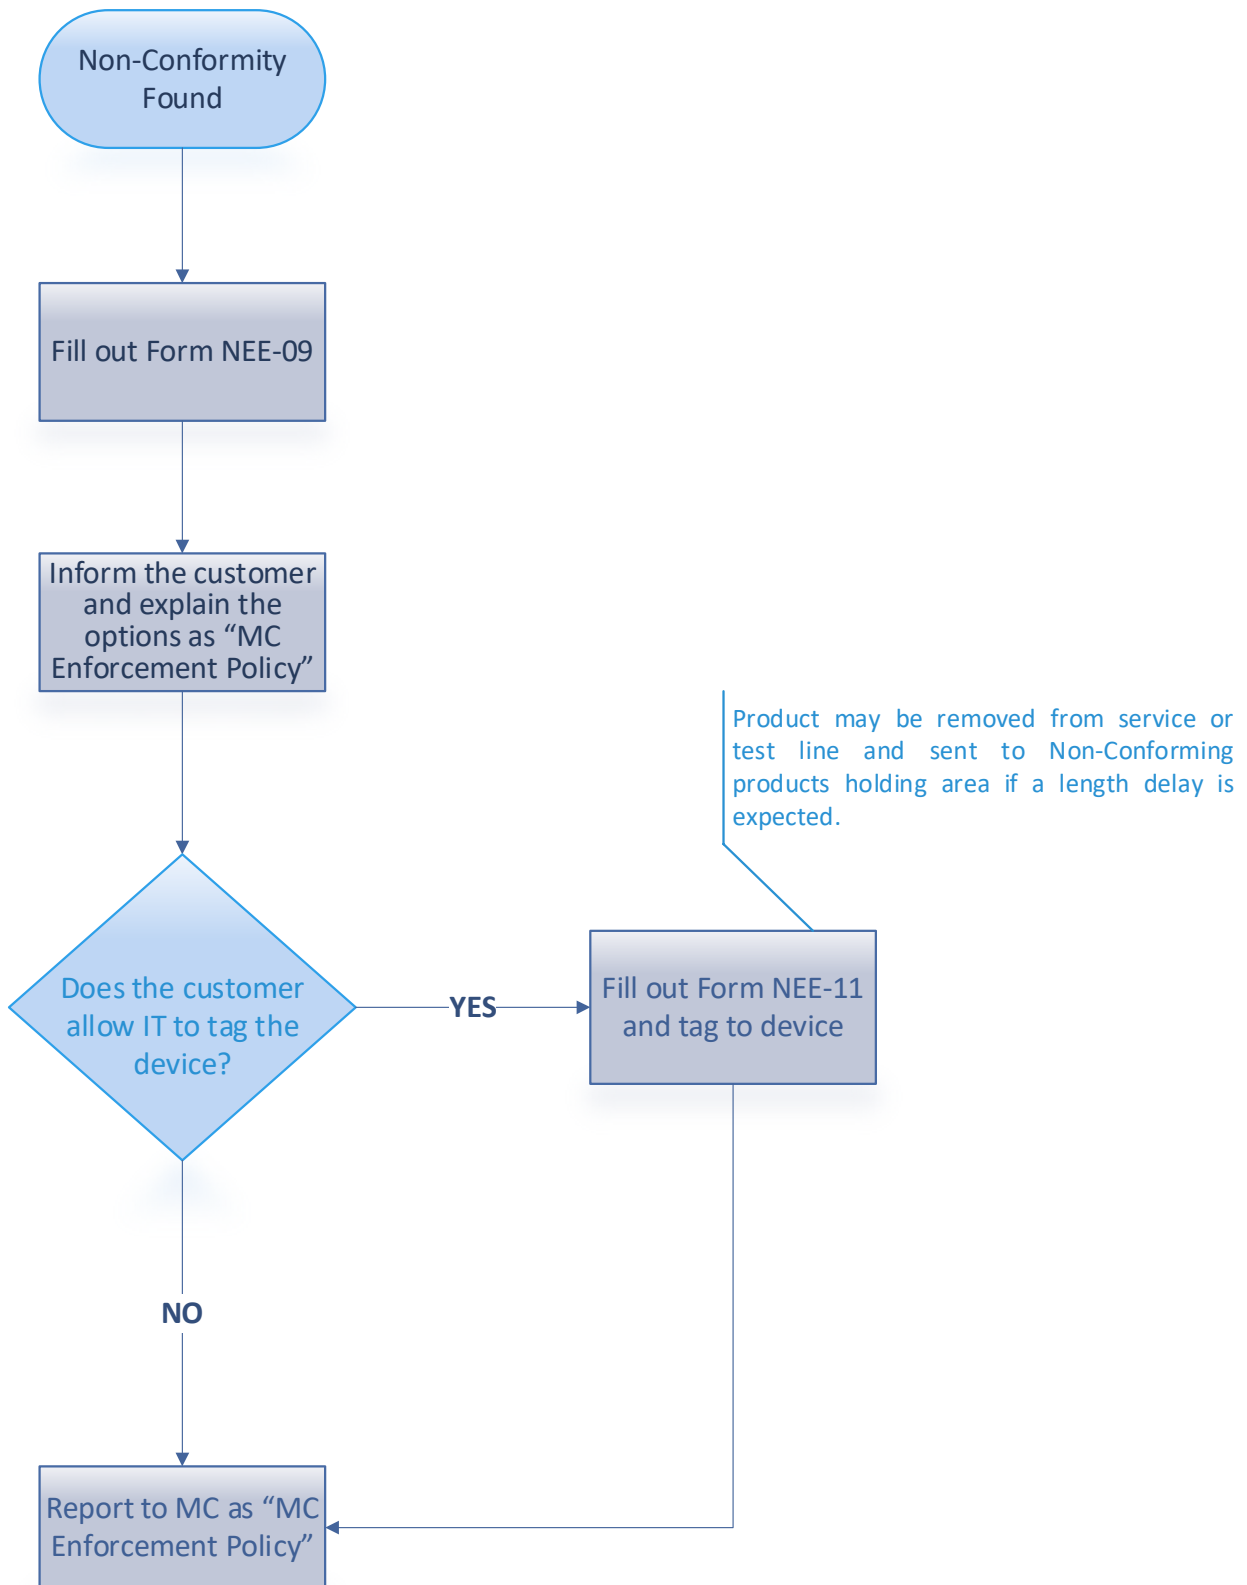 Non-Conformity
Found
Fill out Form NEE-09
Inform the customer
and explain the
options as “MC
Enforcement Policy”
Product may be removed from service or
test line and sent to Non-Conforming
products holding area if a length delay is
expected.
Does the customer
allow IT to tag the
device?
YES
Fill out Form NEE-11
and tag to device
NO
Report to MC as “MC
Enforcement Policy”